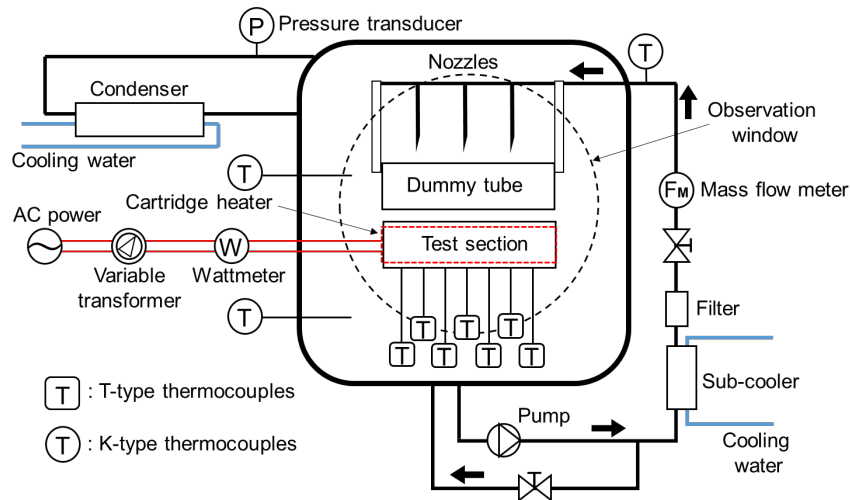 P
Pressure transducer
T
Nozzles
Condenser
Observation
window
Cooling water
T
Dummy tube
FM
Mass flow meter
Cartridge heater
AC power
W
Test section
Variable
transformer
Wattmeter
T
T
T
T
T
T
T
T
Filter
Sub-cooler
T
: T-type thermocouples
Pump
T
: K-type thermocouples
Cooling
water